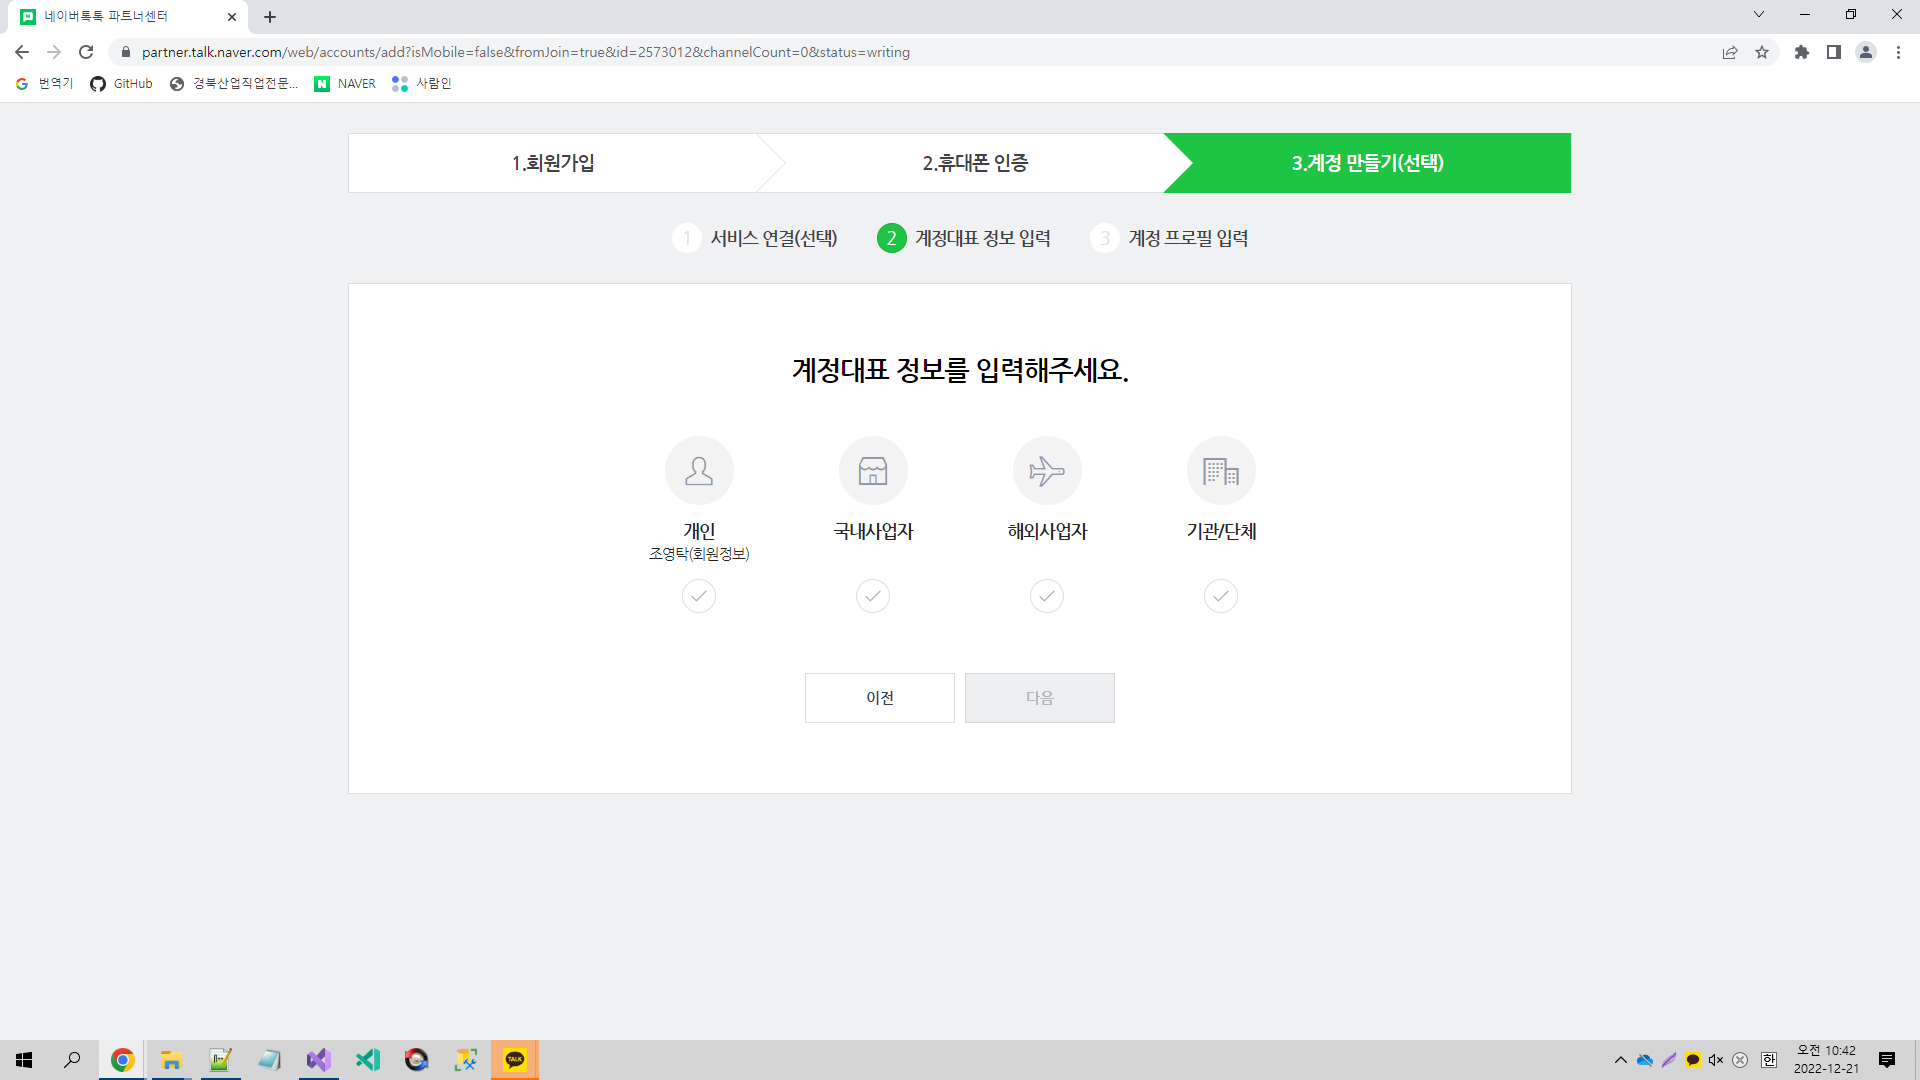 네이버톡톡 파트너센터
partner.talk.naver.com/web/accounts/add?isMobile=false&fromJoin=true&id=2573012&channelCount=0&status=writing
번역기 GitHub 경북산업직업전문... NAVER 사람인
1.회원가입 2.휴대폰 인증 3.계정 만들기(선택)
1 서비스 연결(선택) 2 계정대표 정보 입력 3 계정 프로필 입력
계정대표 정보를 입력해주세요.
개인 국내사업자 해외사업자 기관/단체
조영탁(회원정보)
이전 다음
TALK
한
오전 10:42
2022-12-21